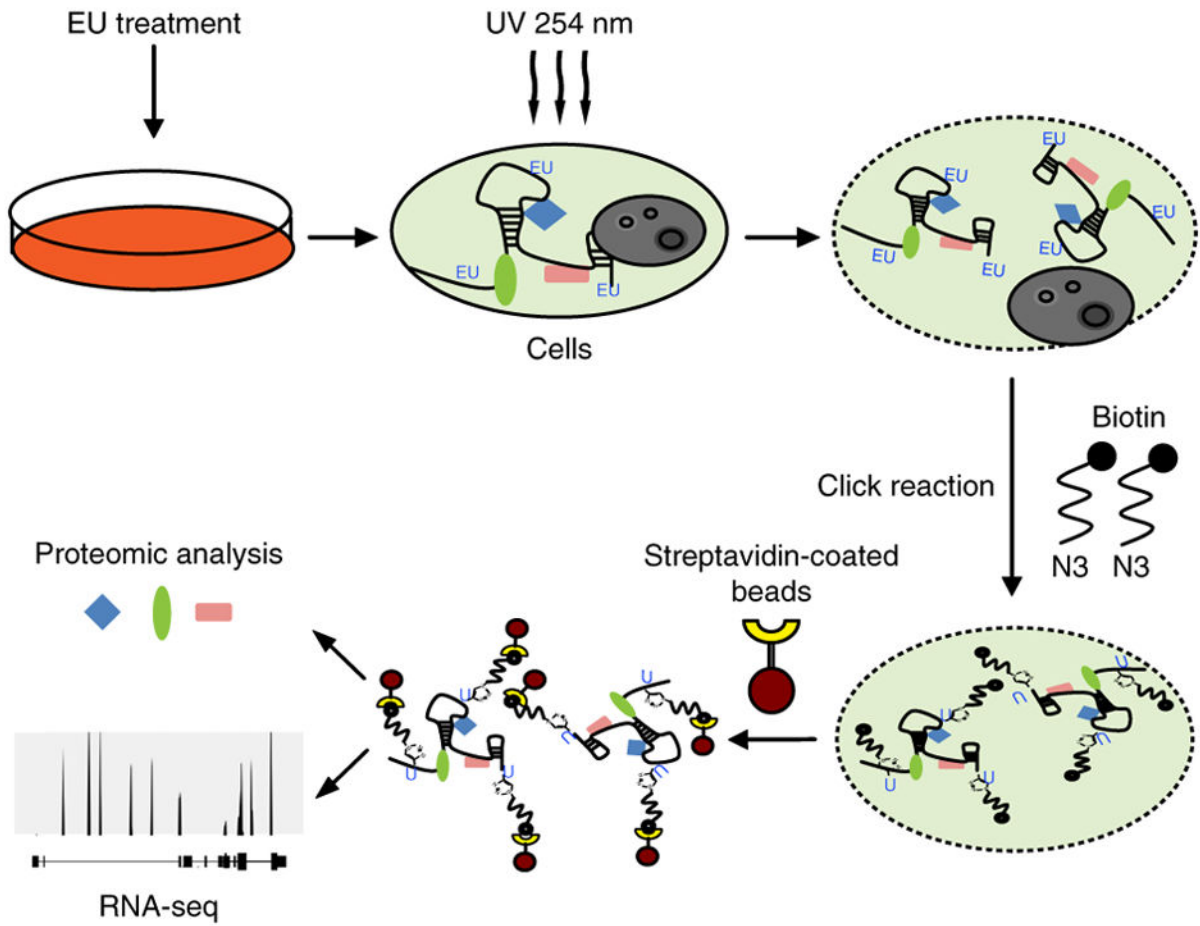 EU treatment
UV 254 nm
EU
EU
EU
Cells
EU
EU
EU
EU
EU
EU
Click reaction
Biotin
N3 N3
Streptavidin-coated
beads
U
U
U
U
U
U
U
U
U
U
U
U
Proteomic analysis
RNA-seq